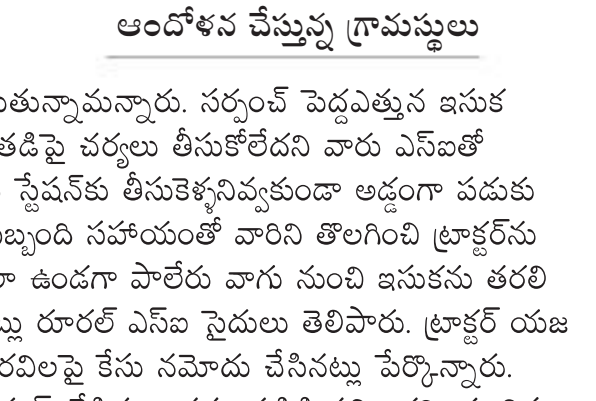 ఆందోళన చేస్తున్న గ్రామస్థులు
తున్నామన్నారు. సర్పంచ్ పెద్దఎత్తున ఇసుక
తడిపై చర్యలు తీసుకోలేదని వారు ఎస్ఐతో
స్టేషన్‌కు తీసుకెళ్ళనివ్వకుండా అడ్డంగా పడుకు
బ్బంది సహాయంతో వారిని తొలగించి ట్రాక్టర్‌ను
ఉండగా పాలేరు వాగు నుంచి ఇసుకను తరలి
ట్లు రూరల్ ఎస్ఐ సైదులు తెలిపారు. ట్రాక్టర్ యజ
రవిలపై కేసు నమోదు చేసినట్లు పేర్కొన్నారు.